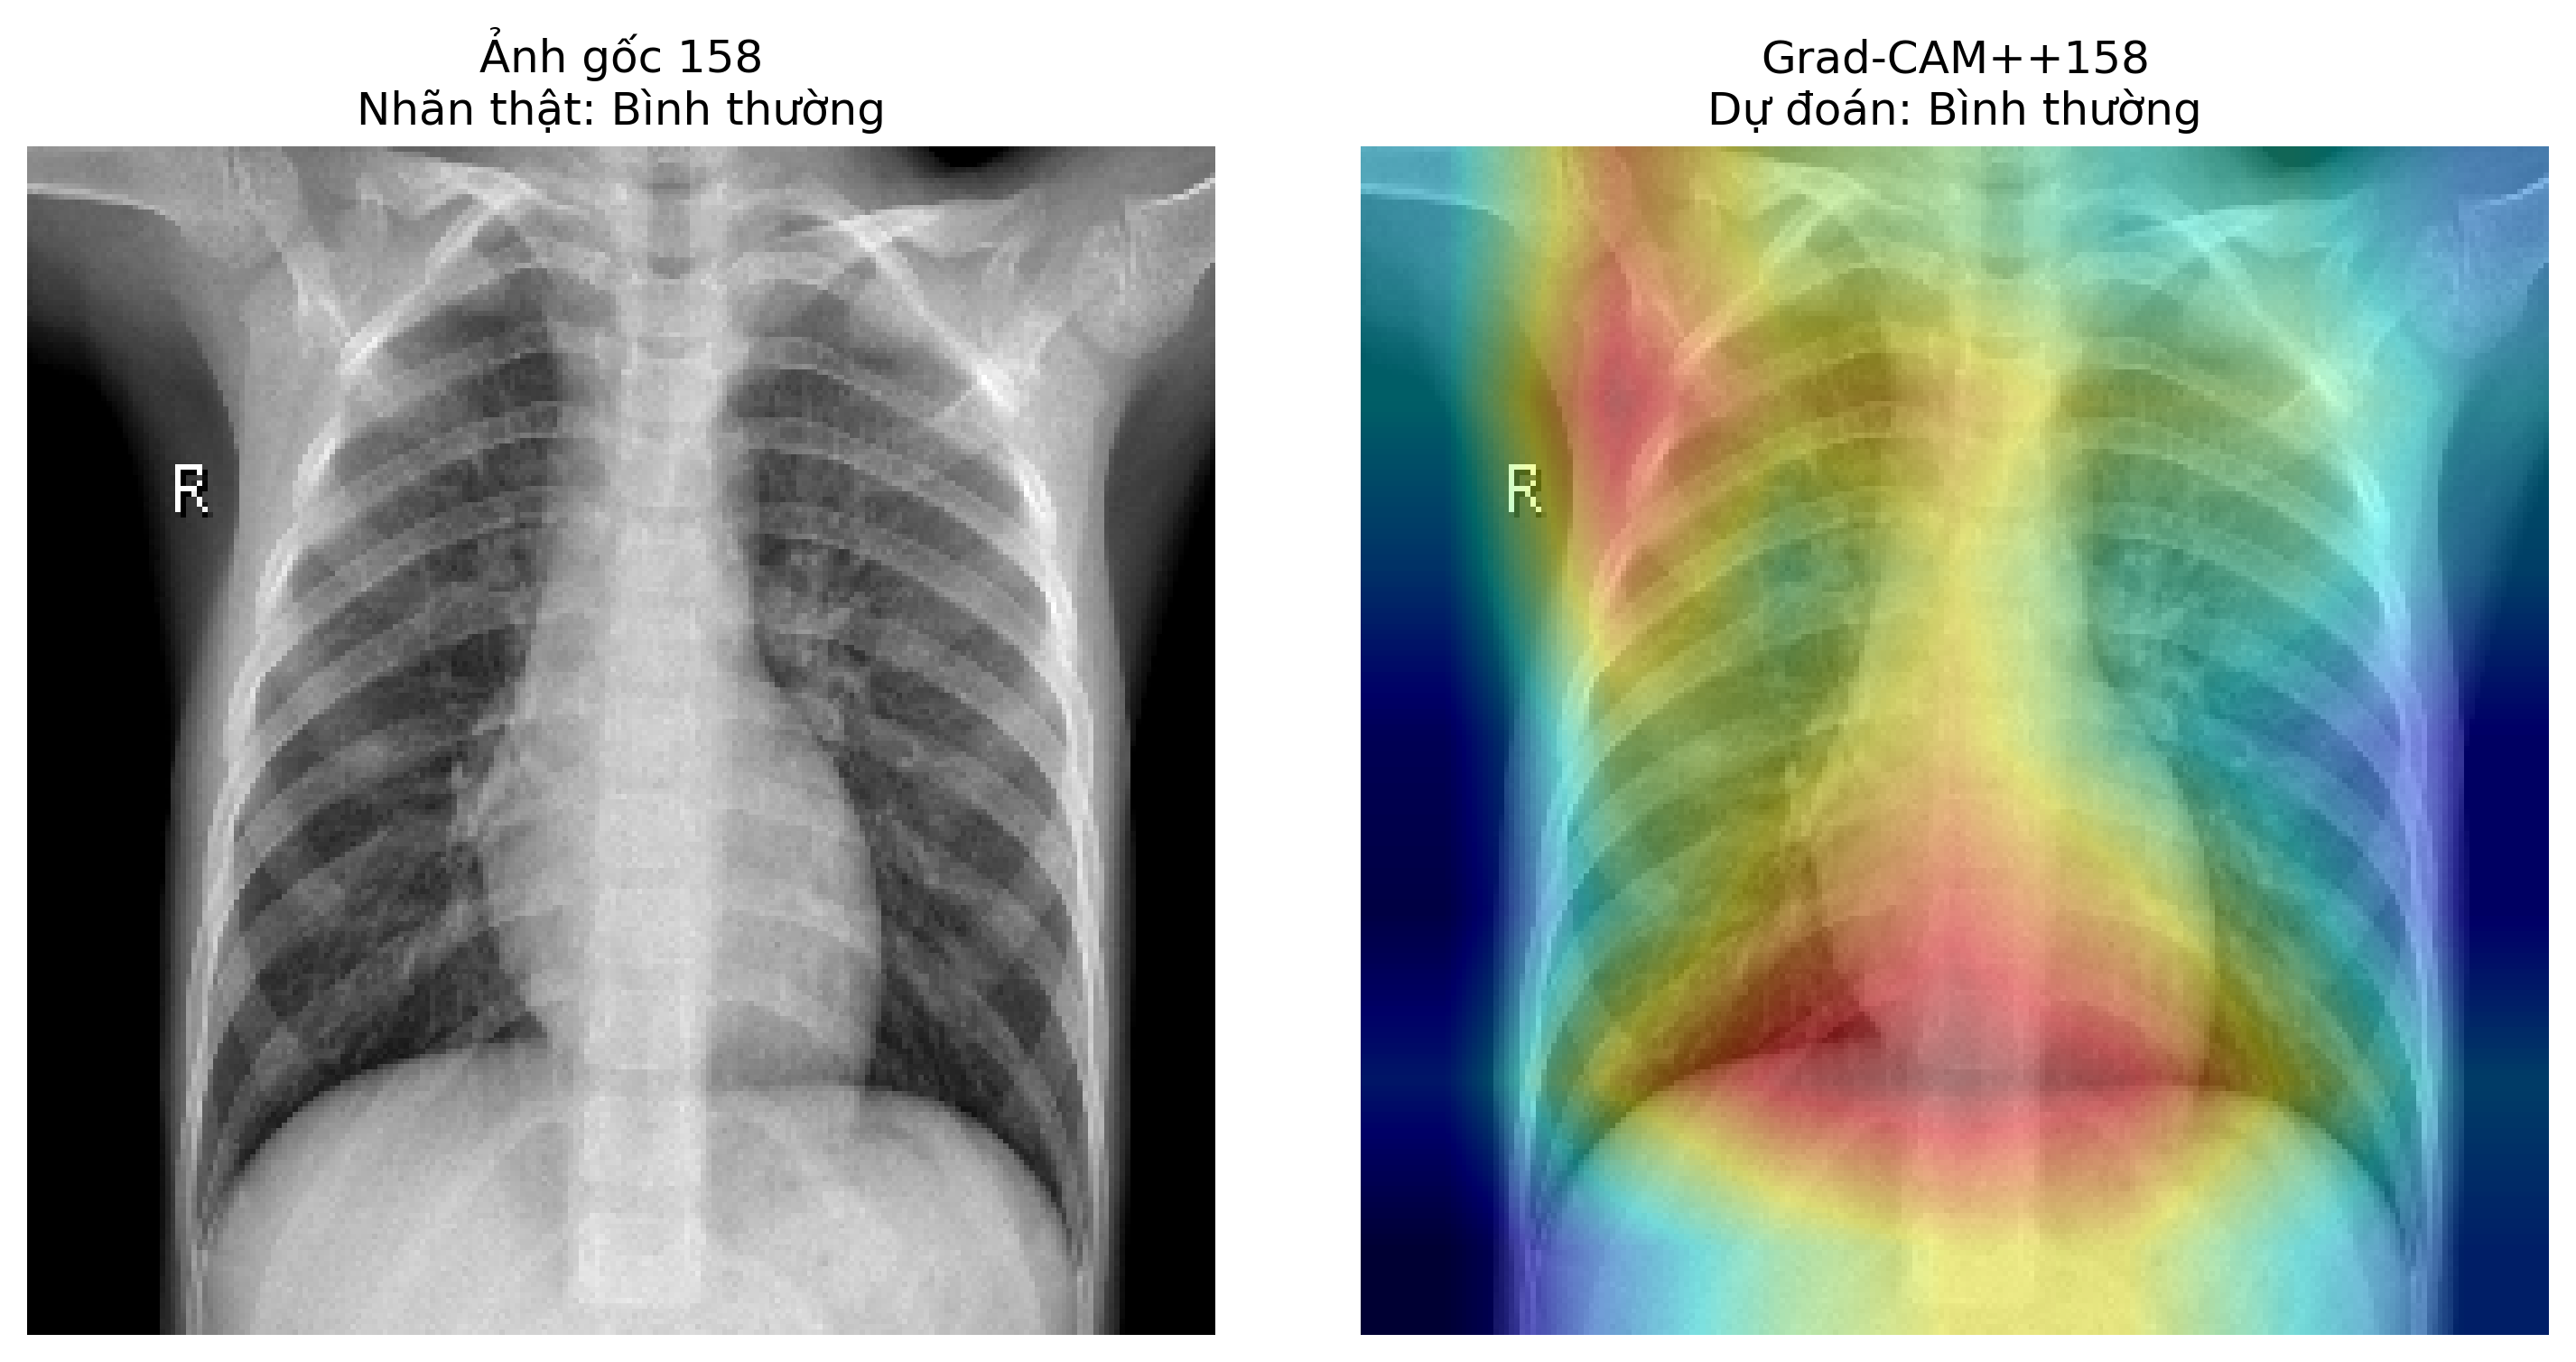 Ảnh gốc 158
Nhãn thật: Bình thường
Grad-CAM++158
Dự đoán: Bình thường
R
R